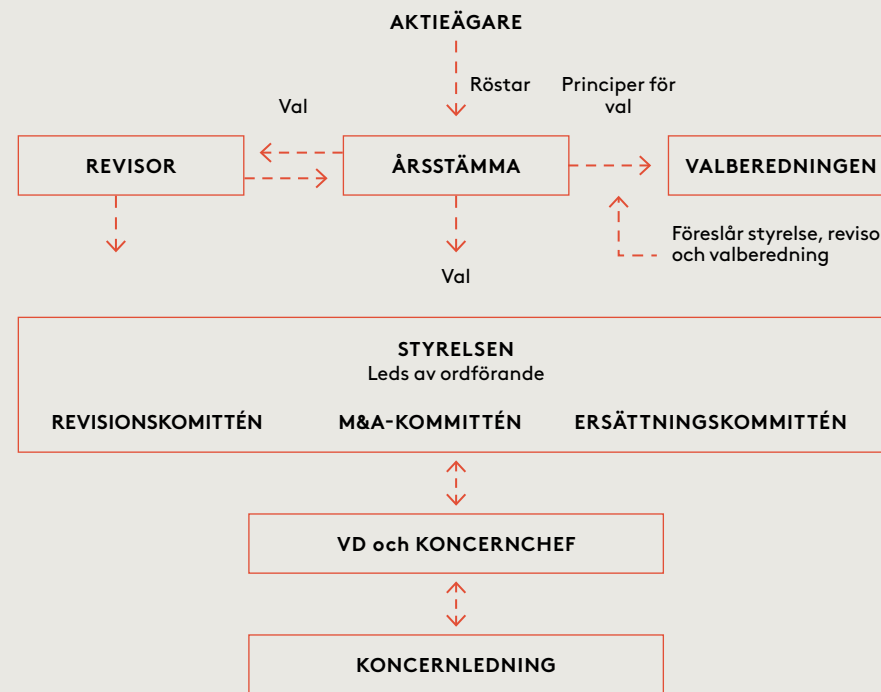 AKTIEÄGARE
Röstar
Principer för
val
Val
REVISOR
ÅRSSTÄMMA
VALBEREDNINGEN
Föreslår styrelse, reviso
och valberedning
Val
STYRELSEN
Leds av ordförande
REVISIONSKOMITTÉN
M&A-KOMMITTÉN
ERSÄTTNINGSKOMMITTÉN
VD och KONCERNCHEF
KONCERNLEDNING